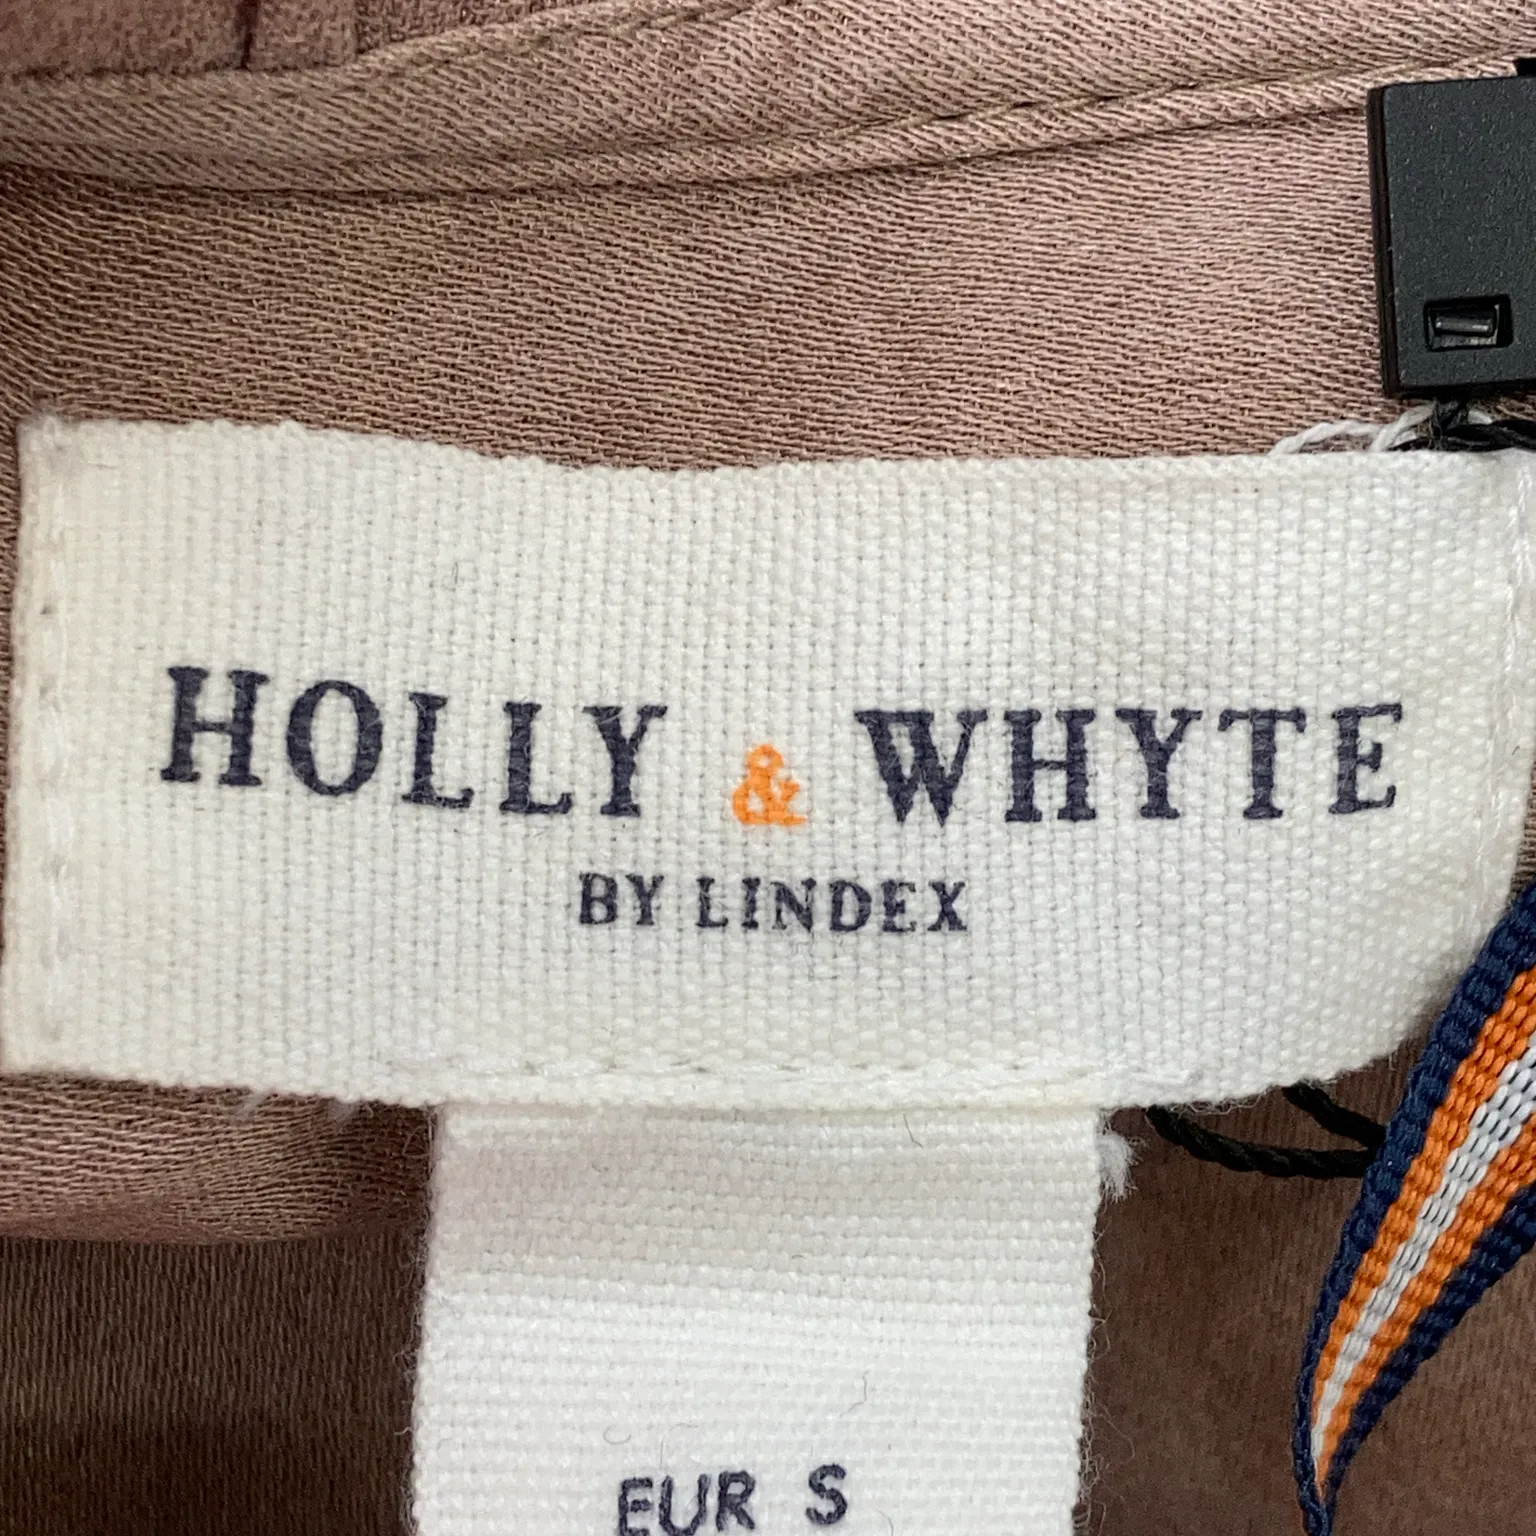 HOLLY & WHYTE
BY LINDEX
EUR S